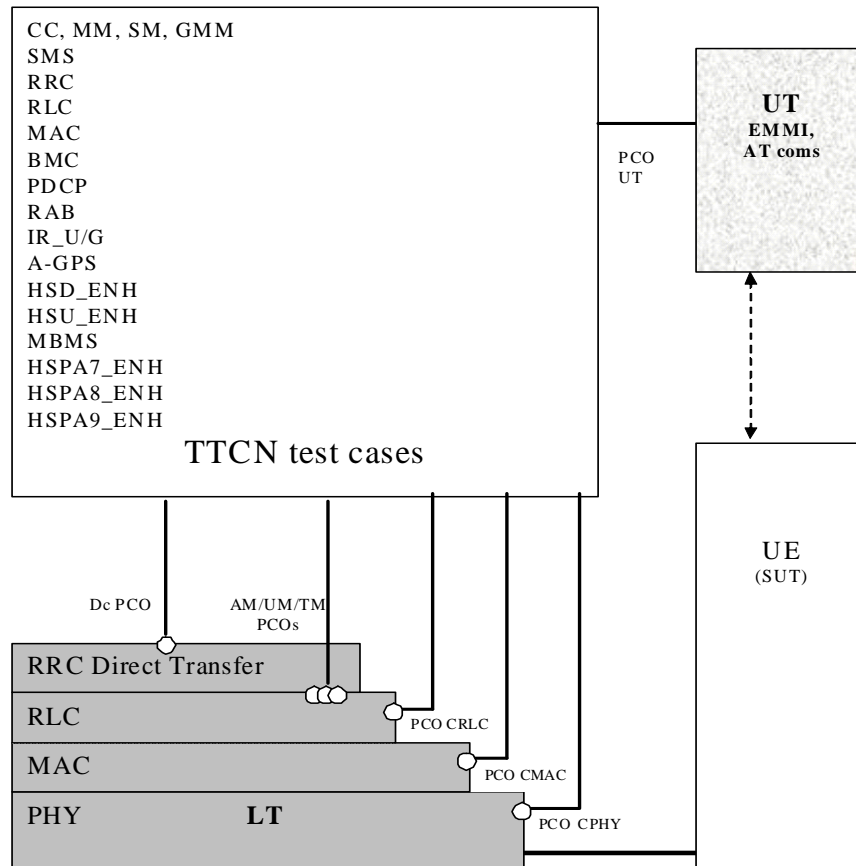 CC, MM, SM, GMM
SMS
RRC
RLC
MAC
BMC
PDCP
RAB
IR_U/G
A-GPS
HSD_ENH
HSU_ENH
MBMS
HSPA7_ENH
HSPA8_ENH
HSPA9_ENH
TTCN test cases
PCO
UT
UT
EMMI,
AT coms
UE
(SUT)
Dc PCO
AM/UM/TM
PCOs
RRC Direct Transfer
RLC
PCO CRLC
MAC
PCO CMAC
PHY LT
PCO CPHY